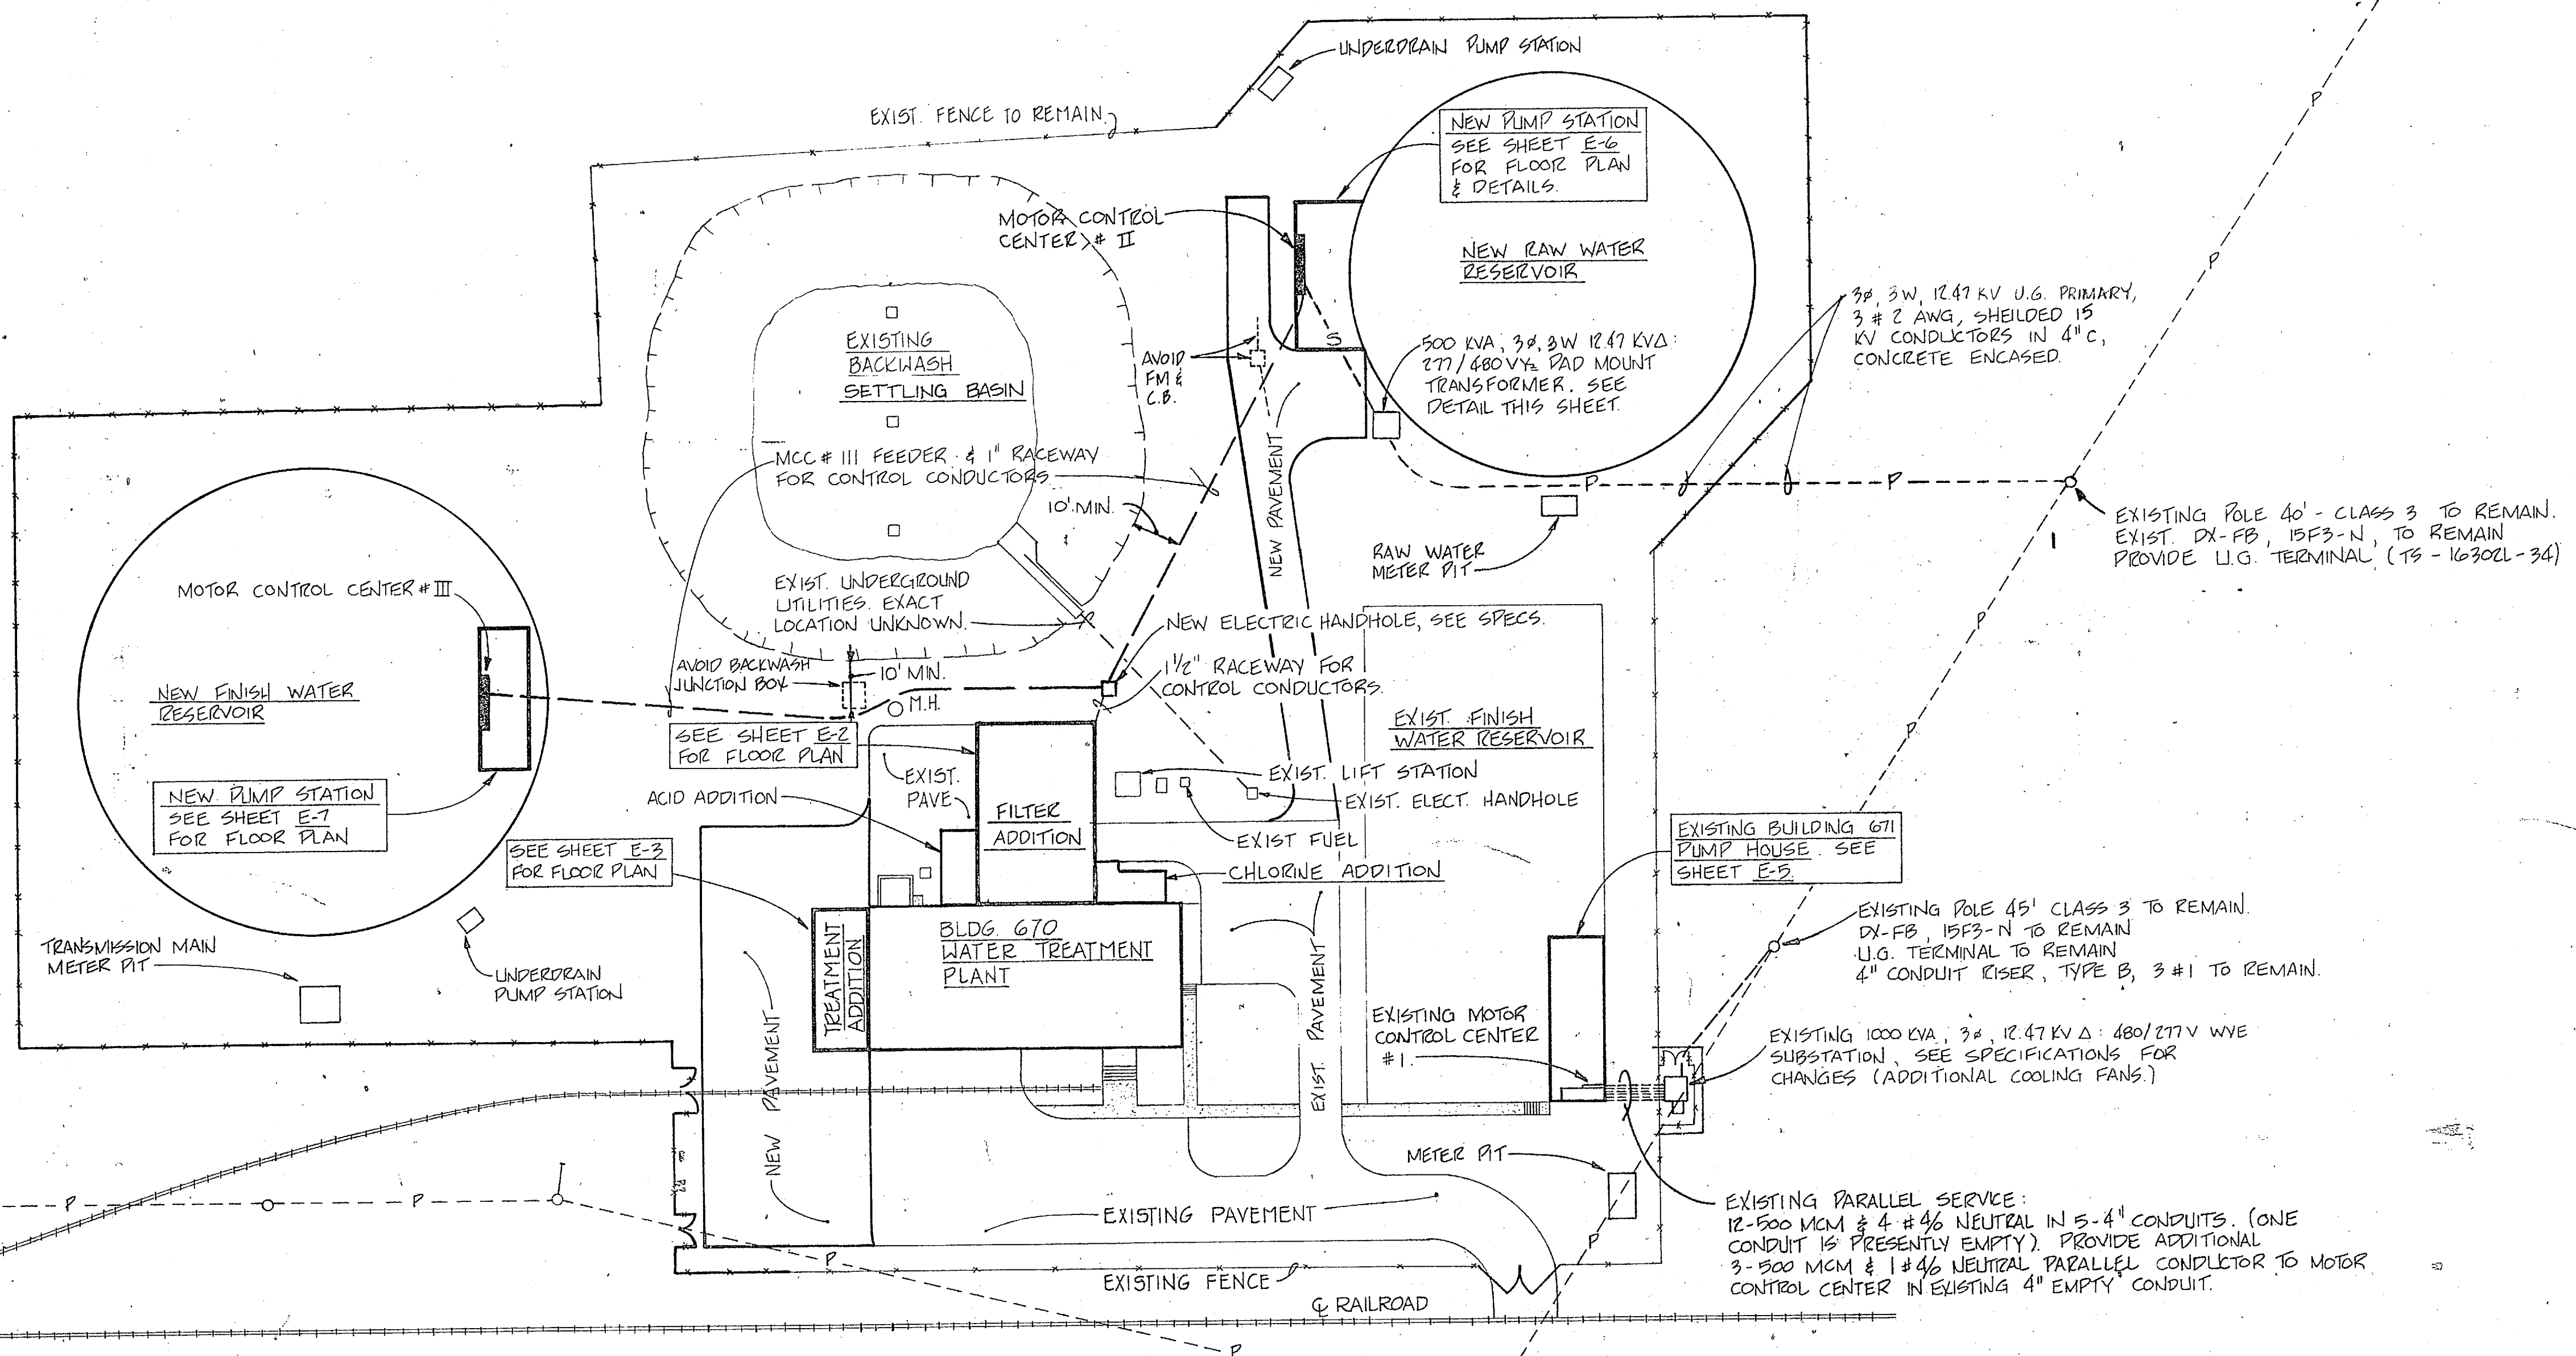 UNDERDRAIN PUMP STATION
EXIST. FENCE TO REMAIN.
NEW PUMP STATION
SEE SHEET E-6
FOR FLOOR PLAN
& DETAILS.
MOTOR CONTROL
CENTER # II
NEW RAW WATER
RESERVOIR
3ø, 3W, 12.47 KV U.G. PRIMARY,
3 # 2 AWG, SHEILDED 15
KV CONDUCTORS IN 4" C,
CONCRETE ENCASED.
EXISTING
BACKWASH
SETTLING BASIN
AVOID
FM &
C.B.
S
500 KVA, 3ø, 3W 12.47 KVΔ:
277/480 VY PAD MOUNT
TRANSFORMER. SEE
DETAIL THIS SHEET.
MCC # III FEEDER & 1" RACEWAY
FOR CONTROL CONDUCTORS.
10' MIN.
NEW PAVEMENT
P
P
P
P
EXISTING POLE 40' - CLASS 3 TO REMAIN.
EXIST. DX-FB, 15F3-N, TO REMAIN
PROVIDE U.G. TERMINAL (TS-16302L-34)
RAW WATER
METER PIT
MOTOR CONTROL CENTER # III
EXIST. UNDERGROUND
UTILITIES. EXACT
LOCATION UNKNOWN.
NEW ELECTRIC HANDHOLE, SEE SPECS.
P
AVOID BACKWASH
JUNCTION BOX
10' MIN.
M.H.
1 1/2" RACEWAY FOR
CONTROL CONDUCTORS.
NEW FINISH WATER
RESERVOIR
EXIST. FINISH
WATER RESERVOIR
P
SEE SHEET E-2
FOR FLOOR PLAN
EXIST.
PAVE
EXIST. LIFT STATION
ACID ADDITION
EXIST. ELECT. HANDHOLE
NEW PUMP STATION
SEE SHEET E-7
FOR FLOOR PLAN
FILTER
ADDITION
EXIST FUEL
EXISTING BUILDING 671
PUMP HOUSE. SEE
SHEET E-5
SEE SHEET E-3
FOR FLOOR PLAN
CHLORINE ADDITION
EXISTING POLE 45' CLASS 3 TO REMAIN.
DX-FB, 15F3-N TO REMAIN
U.G. TERMINAL TO REMAIN
4" CONDUIT RISER, TYPE B, 3 #1 TO REMAIN.
TREATMENT
ADDITION
BLDG. 670
WATER TREATMENT
PLANT
TRANSMISSION MAIN
METER PIT
UNDERDRAIN
PUMP STATION
EXIST. PAVEMENT
EXISTING MOTOR
CONTROL CENTER
#1.
EXISTING 1000 KVA, 3ø, 12.47 KV Δ: 480/277 V WYE
SUBSTATION, SEE SPECIFICATIONS FOR
CHANGES (ADDITIONAL COOLING FANS.)
NEW PAVEMENT
METER PIT
P
P
EXISTING PAVEMENT
P
P
EXISTING PARALLEL SERVICE:
12-500 MCM & 4 #4/0 NEUTRAL IN 5-4" CONDUITS. (ONE
CONDUIT IS PRESENTLY EMPTY). PROVIDE ADDITIONAL
3-500 MCM & 1 #4/0 NEUTRAL PARALLEL CONDUCTOR TO MOTOR
CONTROL CENTER IN EXISTING 4" EMPTY CONDUIT.
EXISTING FENCE
℄ RAILROAD
P